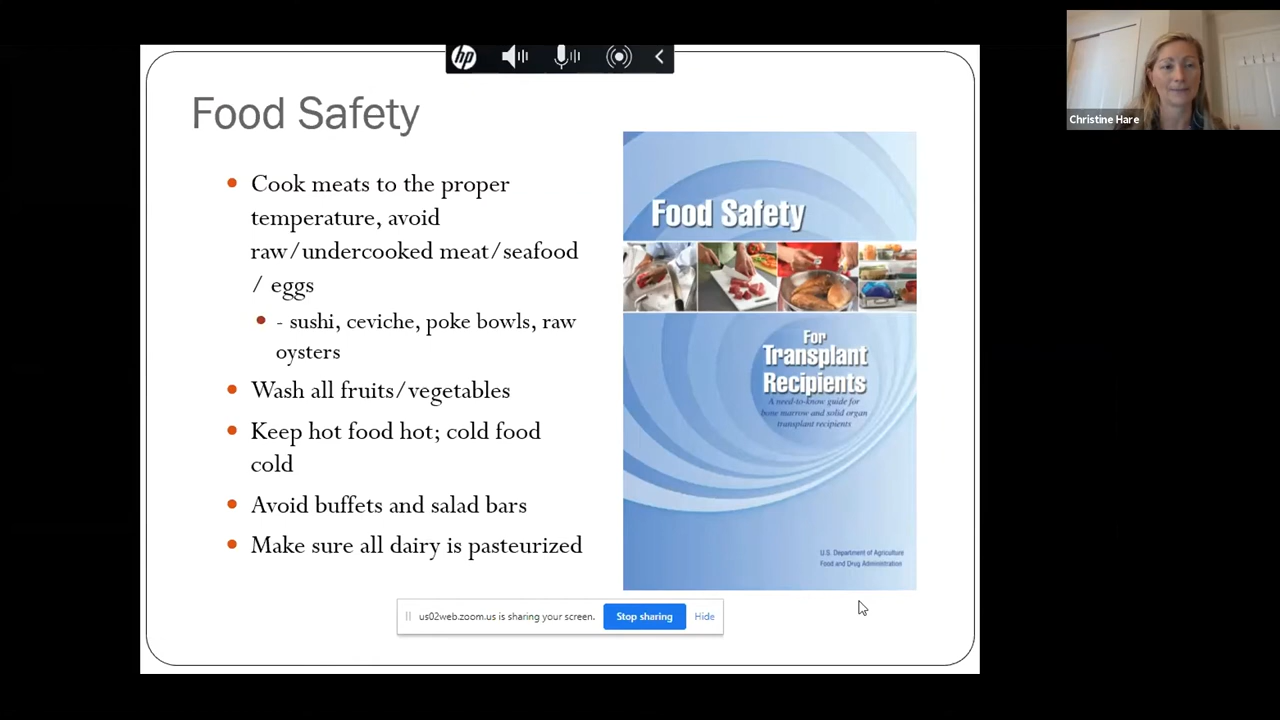 hp
Christine Hare
Food Safety
Cook meats to the proper
temperature, avoid
raw/undercooked meat/seafood
/ eggs
- sushi, ceviche, poke bowls, raw
oysters
Wash all fruits/vegetables
Keep hot food hot; cold food
cold
Avoid buffets and salad bars
Make sure all dairy is pasteurized
Food Safety
For
Transplant
Recipients
A need-to-know guide for
bone marrow and solid organ
transplant recipients
U.S. Department of Agriculture
Food and Drug Administration
us02web.zoom.us is sharing your screen.
Stop sharing
Hide